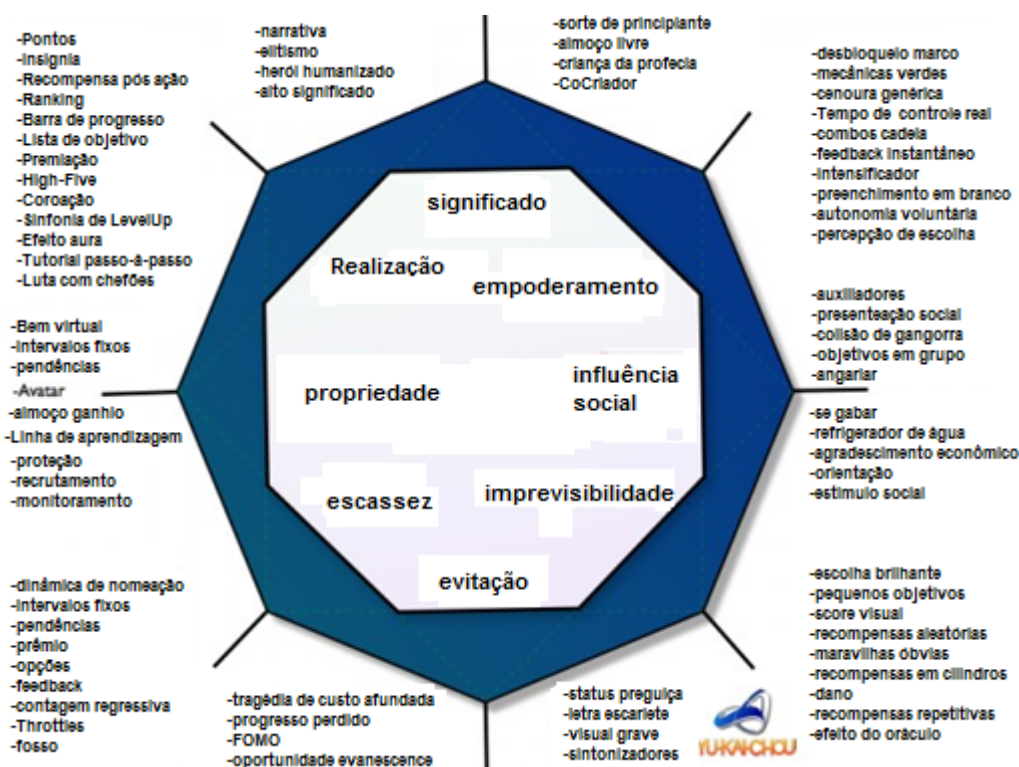 -Pontos
-Insígnia
-Recompensa pós ação
-Ranking
-Barra de progresso
-Lista de objetivo
-Premiação
-High-Five
-Coroação
-Sinfonia de LevelUp
-Efeito aura
-Tutorial passo-à-passo
-Luta com chefões
-narrativa
-elitismo
-herói humanizado
-alto significado
-sorte de principiante
-almoço livre
-criança da profecia
-CoCriador
-desbloqueio marco
-mecânicas verdes
-cenoura genérica
-Tempo de controle real
-combos cadeia
-feedback instantâneo
-intensificador
-preenchimento em branco
-autonomia voluntária
-percepção de escolha
significado
Realização
empoderamento
propriedade
influência
social
escassez
imprevisibilidade
evitação
-Bem virtual
-intervalos fixos
-pendências
-Avatar
-almoço ganhio
-Linha de aprendizagem
-proteção
-recrutamento
-monitoramento
-auxiliadores
-presenteação social
-colisão de gangorra
-objetivos em grupo
-angariar
-se gabar
-refrigerador de água
-agradescimento econômico
-orientação
-estimulo social
-dinâmica de nomeação
-intervalos fixos
-pendências
-prêmio
-opções
-feedback
-contagem regressiva
-Throttles
-fosso
-tragédia de custo afundada
-progresso perdido
-FOMO
-oportunidade evanescence
-status preguiça
-letra escarlete
-visual grave
-sintonizadores
YU-KAI CHOU
-escolha brilhante
-pequenos objetivos
-score visual
-recompensas aleatórias
-maravilhas óbvias
-recompensas em cilindros
-dano
-recompensas repetitivas
-efeito do oráculo